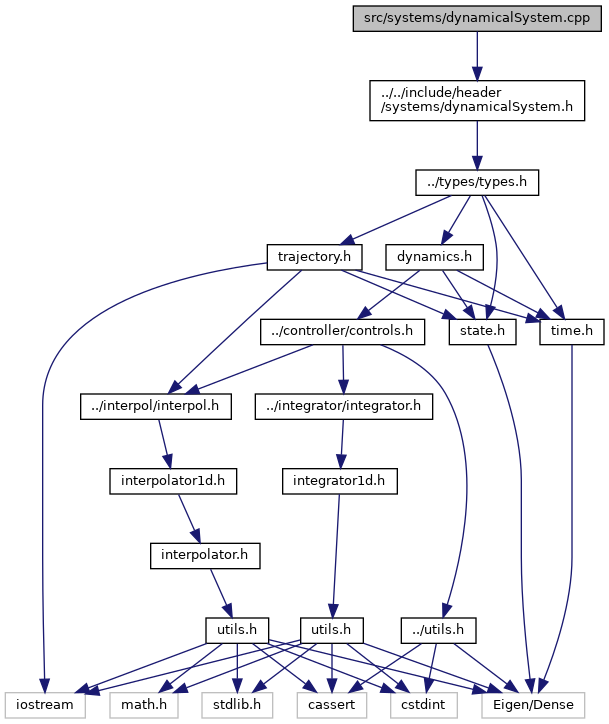 src/systems/dynamicalSystem.cpp
../../include/header
/systems/dynamicalSystem.h
../types/types.h
trajectory.h
dynamics.h
../controller/controls.h
state.h
time.h
../interpol/interpol.h
../integrator/integrator.h
interpolator1d.h
integrator1d.h
interpolator.h
utils.h
utils.h
../utils.h
iostream
math.h
stdlib.h
cassert
cstdint
Eigen/Dense